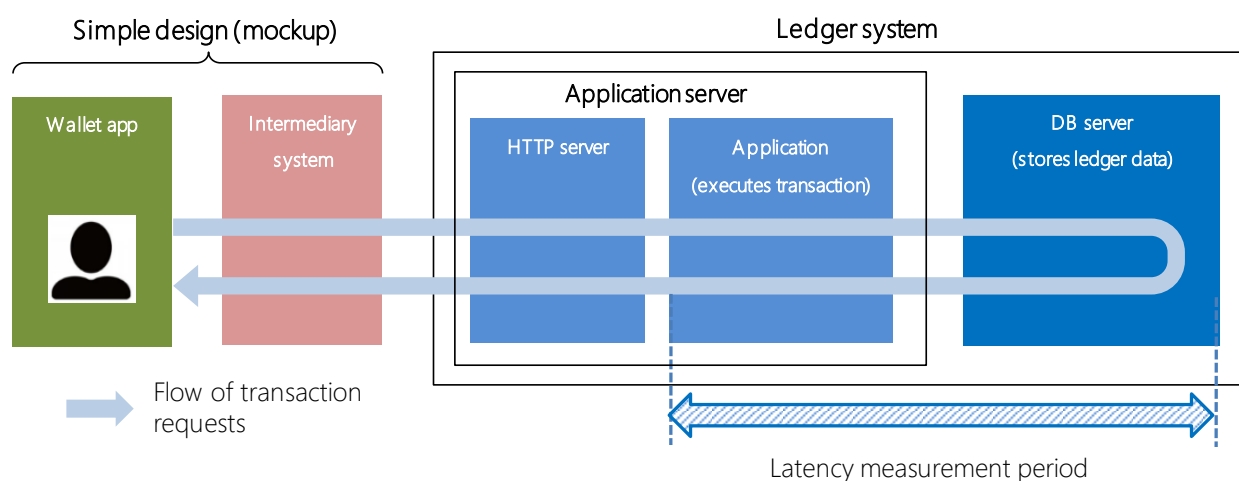 Simple design (mockup)
Ledger system
Application server
Wallet app
Intermediary
system
HTTP server
Application
(executes transaction)
DB server
(stores ledger data)
Flow of transaction
requests
Latency measurement period